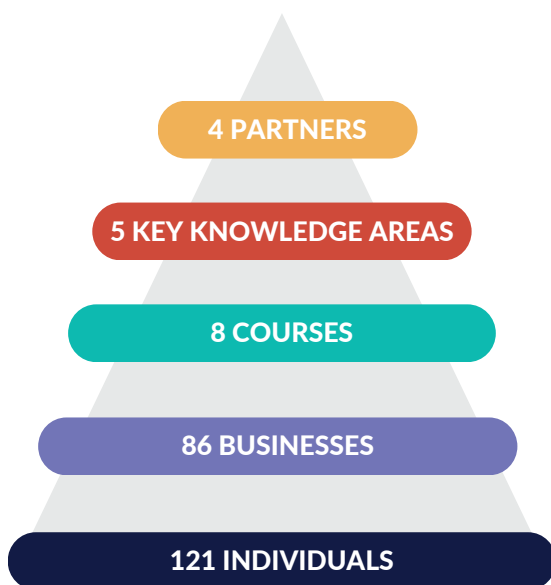 4 PARTNERS
5 KEY KNOWLEDGE AREAS
8 COURSES
86 BUSINESSES
121 INDIVIDUALS